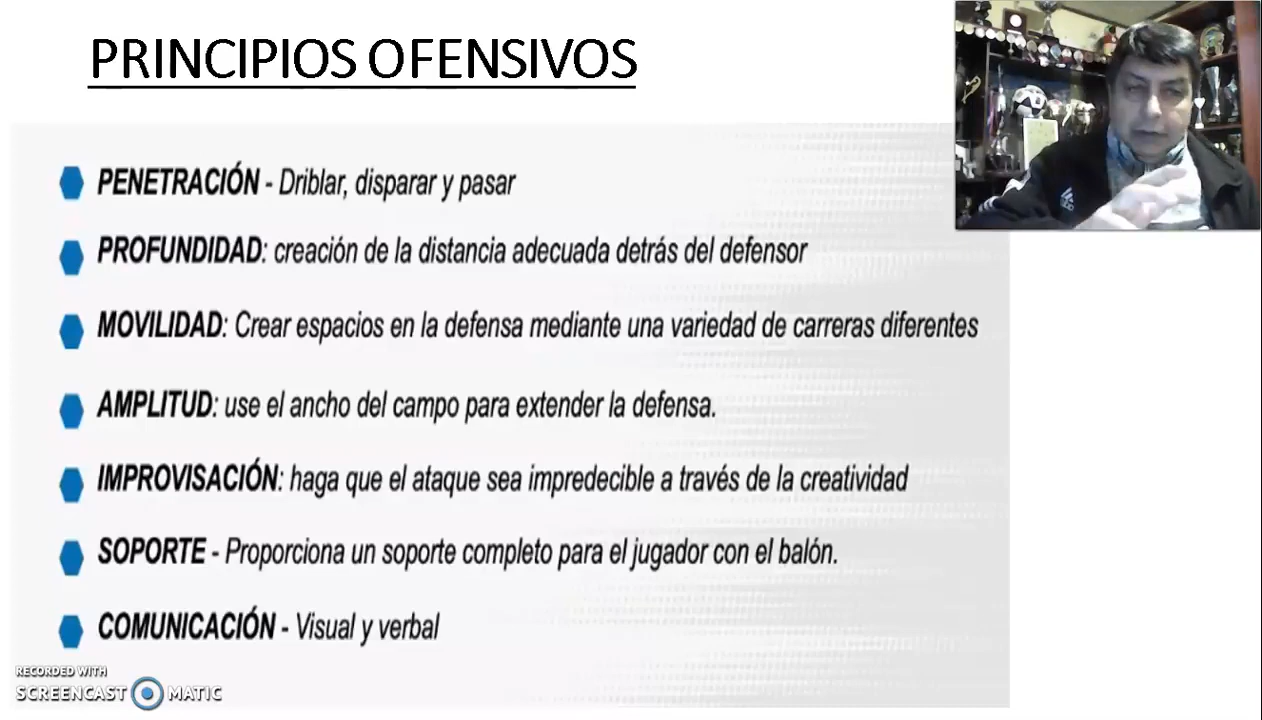 PRINCIPIOS OFENSIVOS
PENETRACIÓN - Driblar, disparar y pasar
PROFUNDIDAD: creación de la distancia adecuada detrás del defensor
MOVILIDAD: Crear espacios en la defensa mediante una variedad de carreras diferentes
AMPLITUD: use el ancho del campo para extender la defensa.
IMPROVISACIÓN: haga que el ataque sea impredecible a través de la creatividad
SOPORTE - Proporciona un soporte completo para el jugador con el balón.
COMUNICACIÓN - Visual y verbal
RECORDED WITH
SCREENCAST MATIC